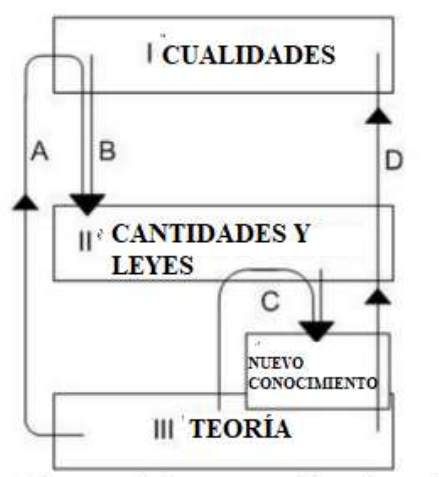 I CUALIDADES
A
B
D
II CANTIDADES Y
LEYES
C
NUEVO
CONOCIMIENTO
III TEORÍA